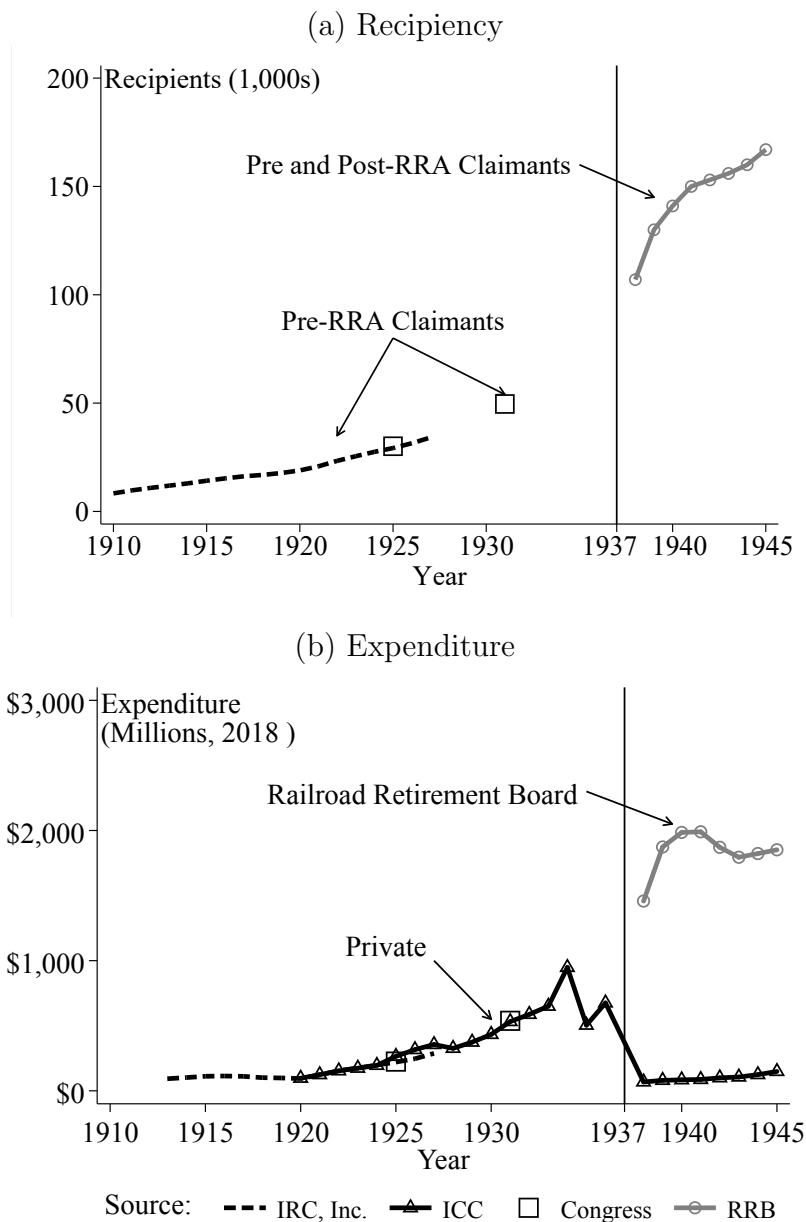 (a) Recipiency
Recipients (1,000s)
200
150
100
50
0
Pre and Post-RRA Claimants
Pre-RRA Claimants
1910 1915 1920 1925 1930 1937 1940 1945
Year
(b) Expenditure
Expenditure
(Millions, 2018 )
$3,000
$2,000
$1,000
$0
Railroad Retirement Board
Private
1910 1915 1920 1925 1930 1937 1940 1945
Year
Source: IRC, Inc. ICC Congress RRB